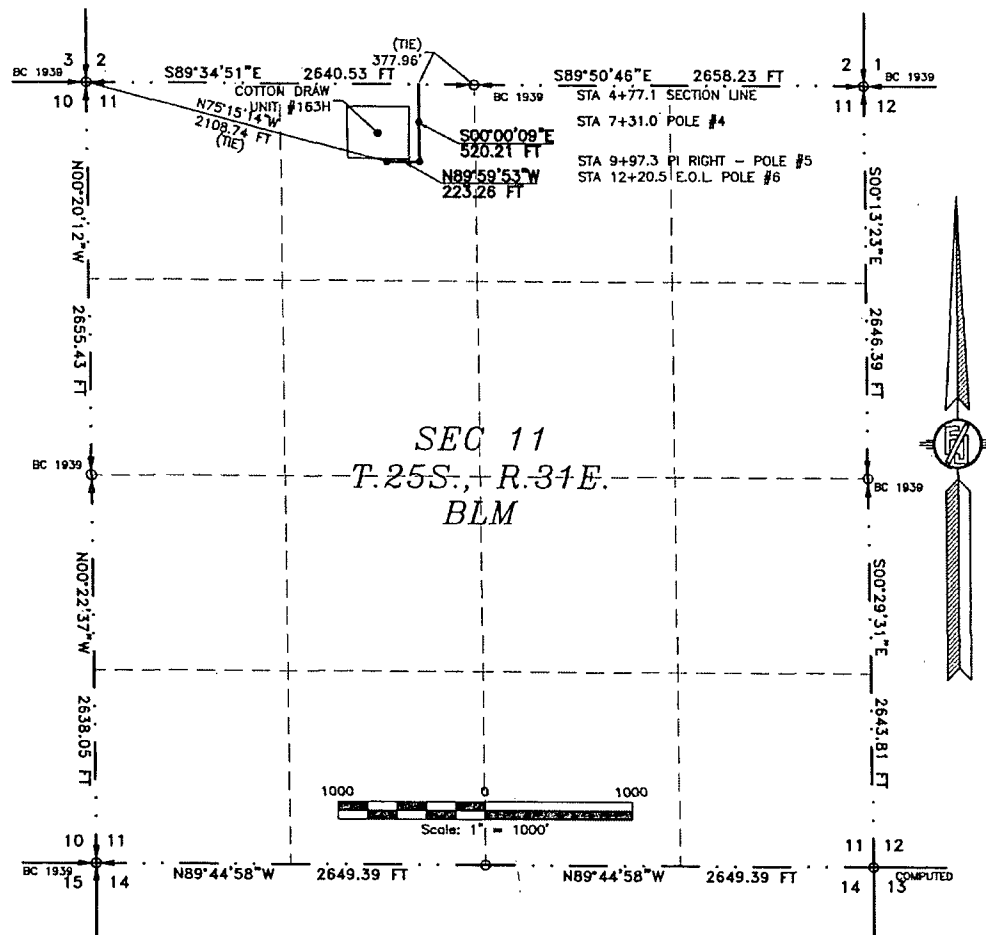 3 2
BC 1939
10 11
S89°34'51"E 2640.53 FT
(TIE)
377.96'
BC 1939
S89°50'46"E 2658.23 FT
2 1
BC 1939
11 12
COTTON DRAW
UNIT #163H
N75°15'14"W
2108.74 FT
(TIE)
S00°00'09"E
520.21 FT
N89°59'53"W
223.26 FT
STA 4+77.1 SECTION LINE
STA 7+31.0 POLE #4
STA 9+97.3 PI RIGHT - POLE #5
STA 12+20.5 E.O.L. POLE #6
N00°20'12"W 2655.43 FT
S00°13'23"E 2646.39 FT
SEC 11
T.25S., R.31E.
BLM
BC 1939
BC 1939
N00°22'37"W 2638.05 FT
S00°29'31"E 2643.81 FT
1000 0 1000
Scale: 1" = 1000'
10 11
BC 1939
15 14
N89°44'58"W 2649.39 FT
N89°44'58"W 2649.39 FT
11 12
14 13
COMPUTED